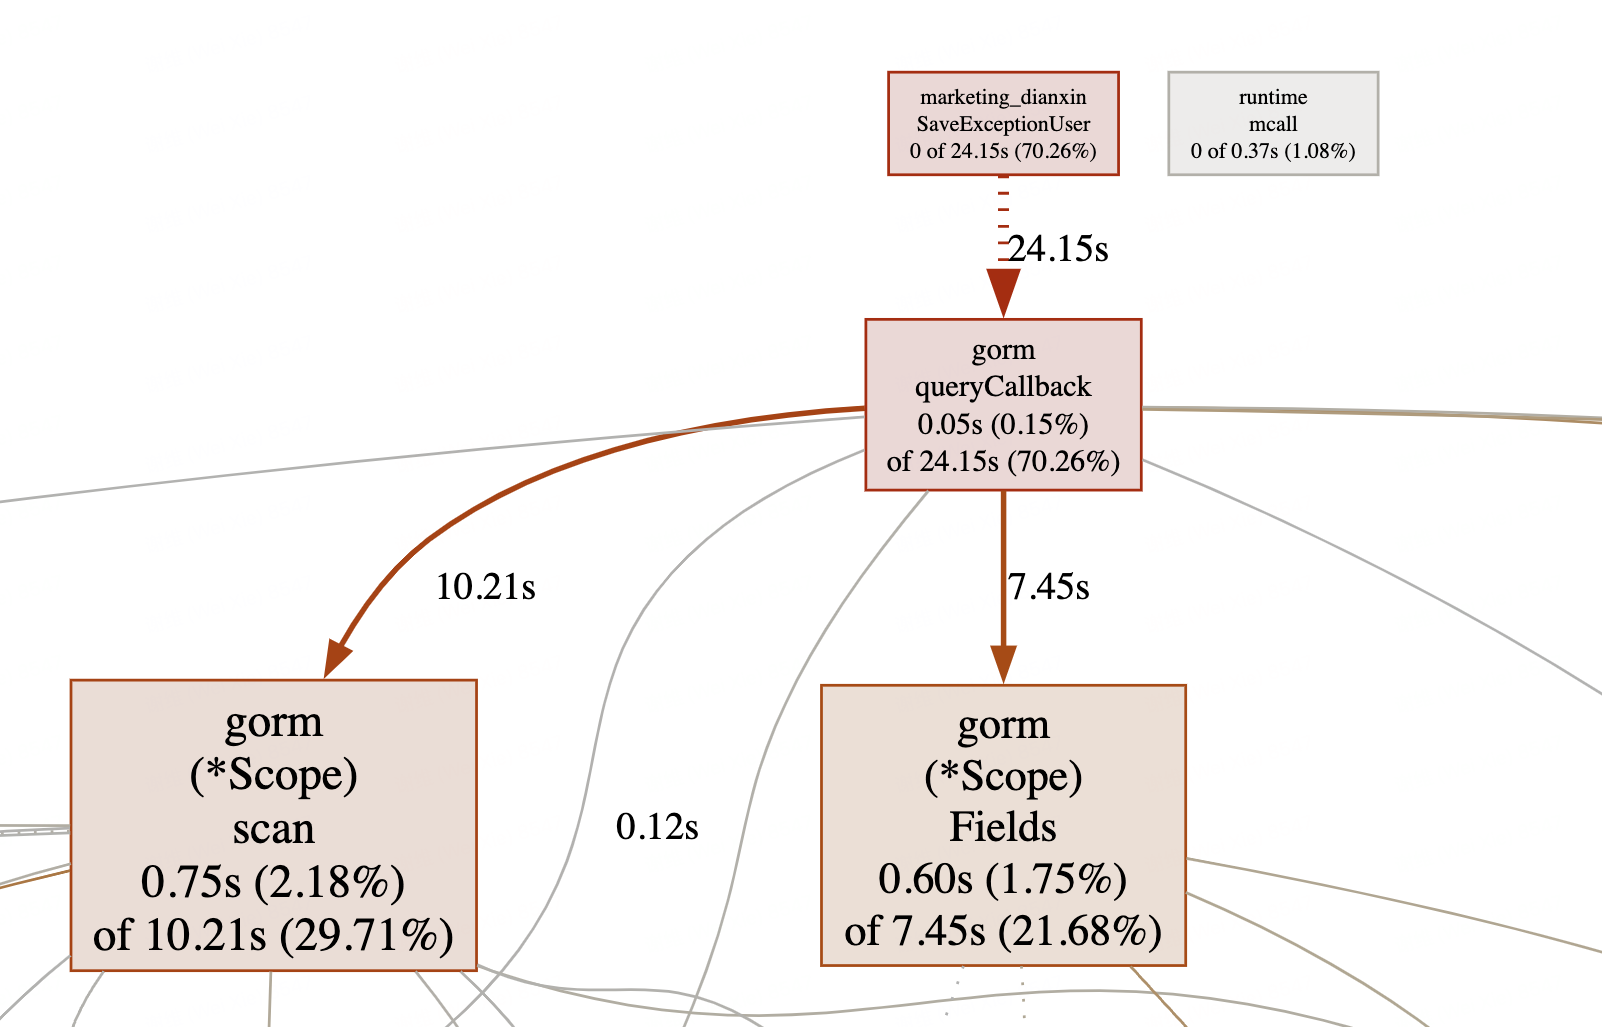 marketing_dianxin
SaveExceptionUser
0 of 24.15s (70.26%)
runtime
mcall
0 of 0.37s (1.08%)
24.15s
gorm
queryCallback
0.05s (0.15%)
of 24.15s (70.26%)
10.21s
7.45s
gorm
(*Scope)
scan
0.75s (2.18%)
of 10.21s (29.71%)
0.12s
gorm
(*Scope)
Fields
0.60s (1.75%)
of 7.45s (21.68%)